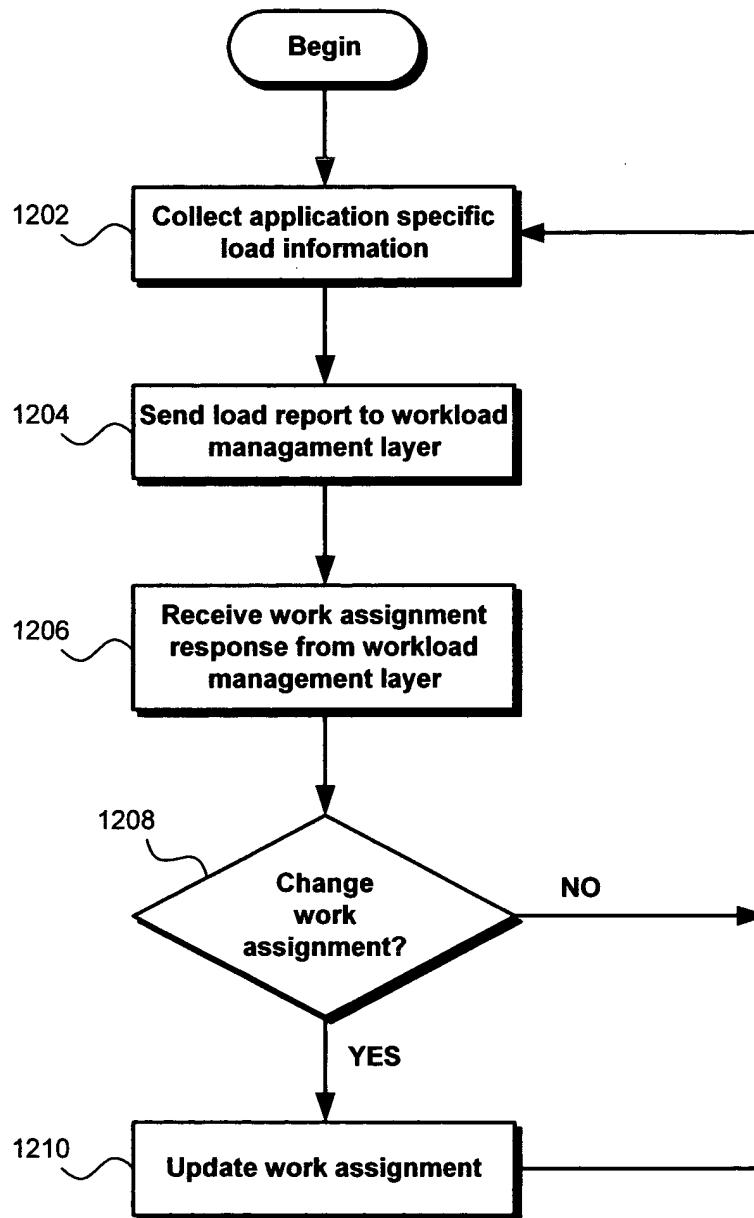 Begin
1202
Collect application specific
load information
1204
Send load report to workload
managament layer
1206
Receive work assignment
response from workload
management layer
1208
Change
work
assignment?
NO
YES
1210
Update work assignment